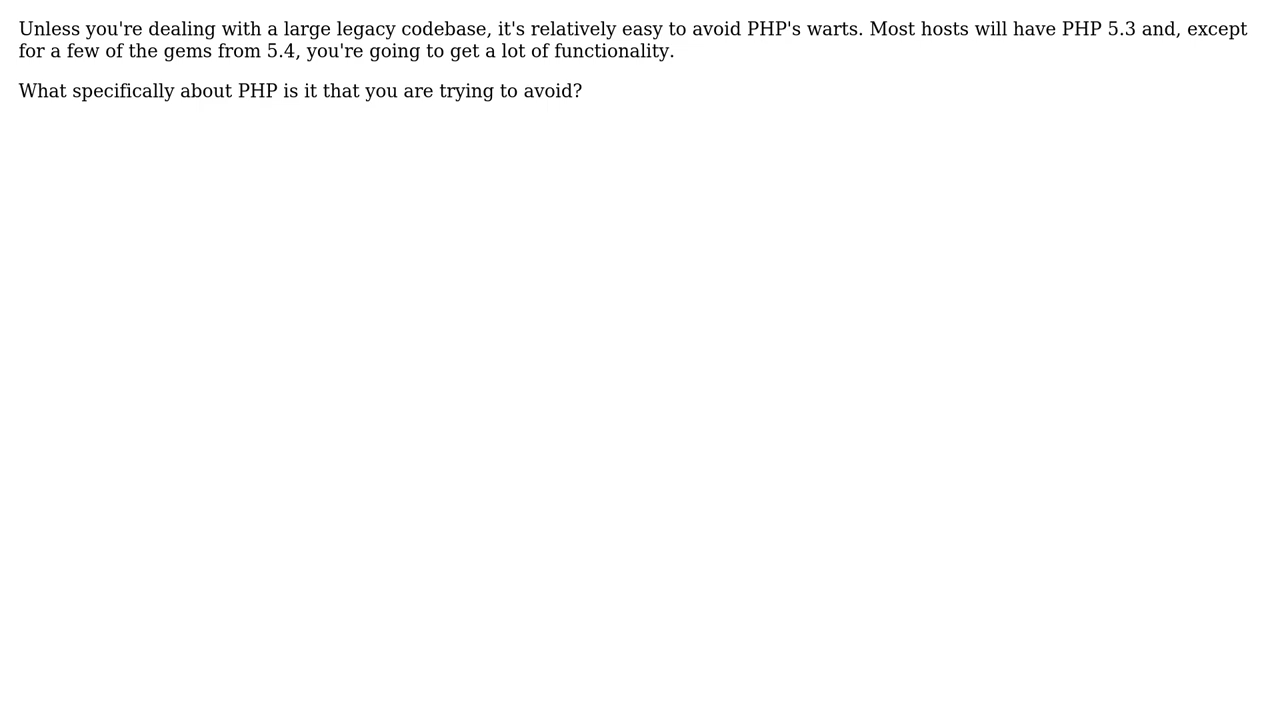 Unless you're dealing with a large legacy codebase, it's relatively easy to avoid PHP's warts. Most hosts will have PHP 5.3 and, except
for a few of the gems from 5.4, you're going to get a lot of functionality.
What specifically about PHP is it that you are trying to avoid?